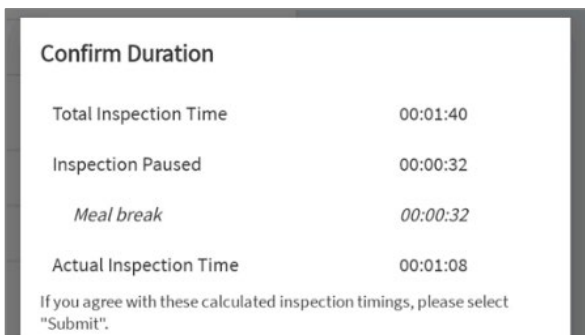 Confirm Duration
Total Inspection Time 00:01:40
Inspection Paused 00:00:32
Meal break 00:00:32
Actual Inspection Time 00:01:08
If you agree with these calculated inspection timings, please select
"Submit".